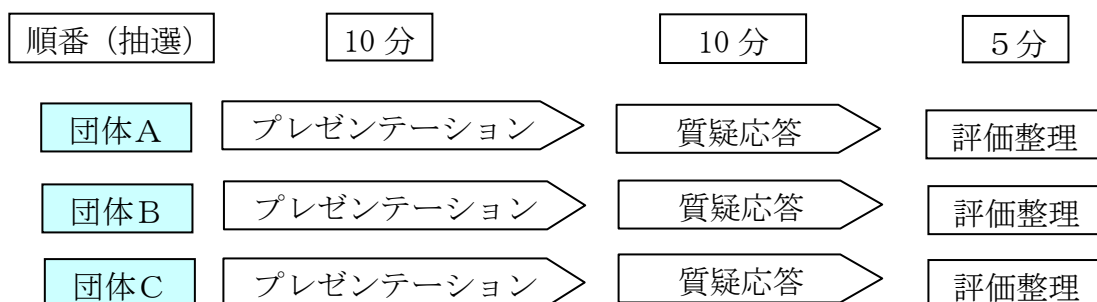 順番（抽選） 10分 10分 ５分
団体Ａ プレゼンテーション 質疑応答 評価整理
団体Ｂ プレゼンテーション 質疑応答 評価整理
団体Ｃ プレゼンテーション 質疑応答 評価整理